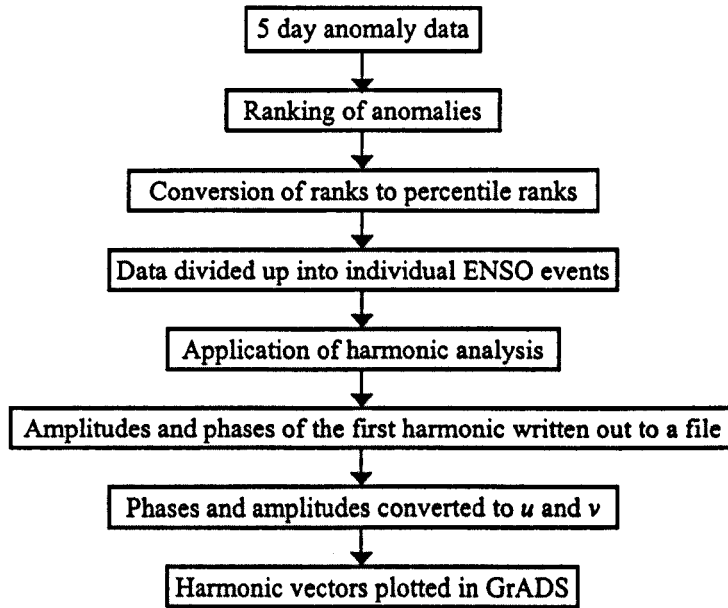 5 day anomaly data
Ranking of anomalies
Conversion of ranks to percentile ranks
Data divided up into individual ENSO events
Application of harmonic analysis
Amplitudes and phases of the first harmonic written out to a file
Phases and amplitudes converted to u and v
Harmonic vectors plotted in GrADS